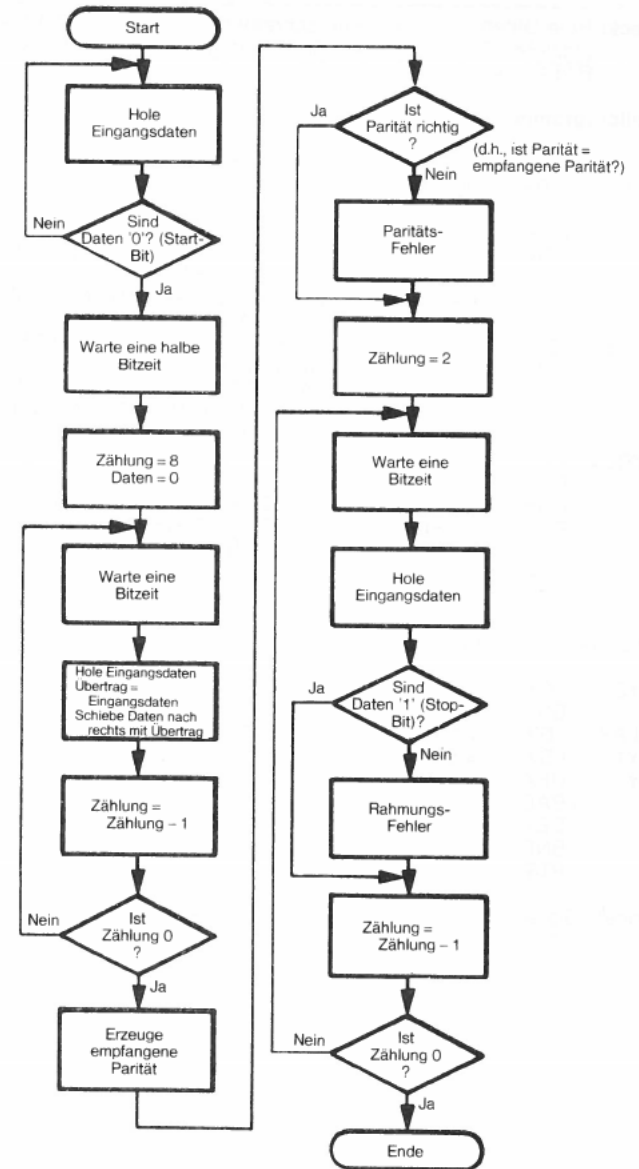 Start
Hole
Eingangsdaten
Nein
Sind
Daten '0'? (Start-
Bit)
Ja
Warte eine halbe
Bitzeit
Zählung = 8
Daten = 0
Warte eine
Bitzeit
Hole Eingangsdaten
Übertrag =
Eingangsdaten
Schiebe Daten nach
rechts mit Übertrag
Zählung =
Zählung – 1
Nein
Ist
Zählung 0
?
Ja
Erzeuge
empfangene
Parität
Ja
Ist
Parität richtig
?
(d.h., ist Parität =
empfangene Parität?)
Nein
Paritäts-
Fehler
Zählung = 2
Warte eine
Bitzeit
Hole
Eingangsdaten
Ja
Sind
Daten '1' (Stop-
Bit)?
Nein
Rahmungs-
Fehler
Zählung =
Zählung – 1
Nein
Ist
Zählung 0
?
Ja
Ende